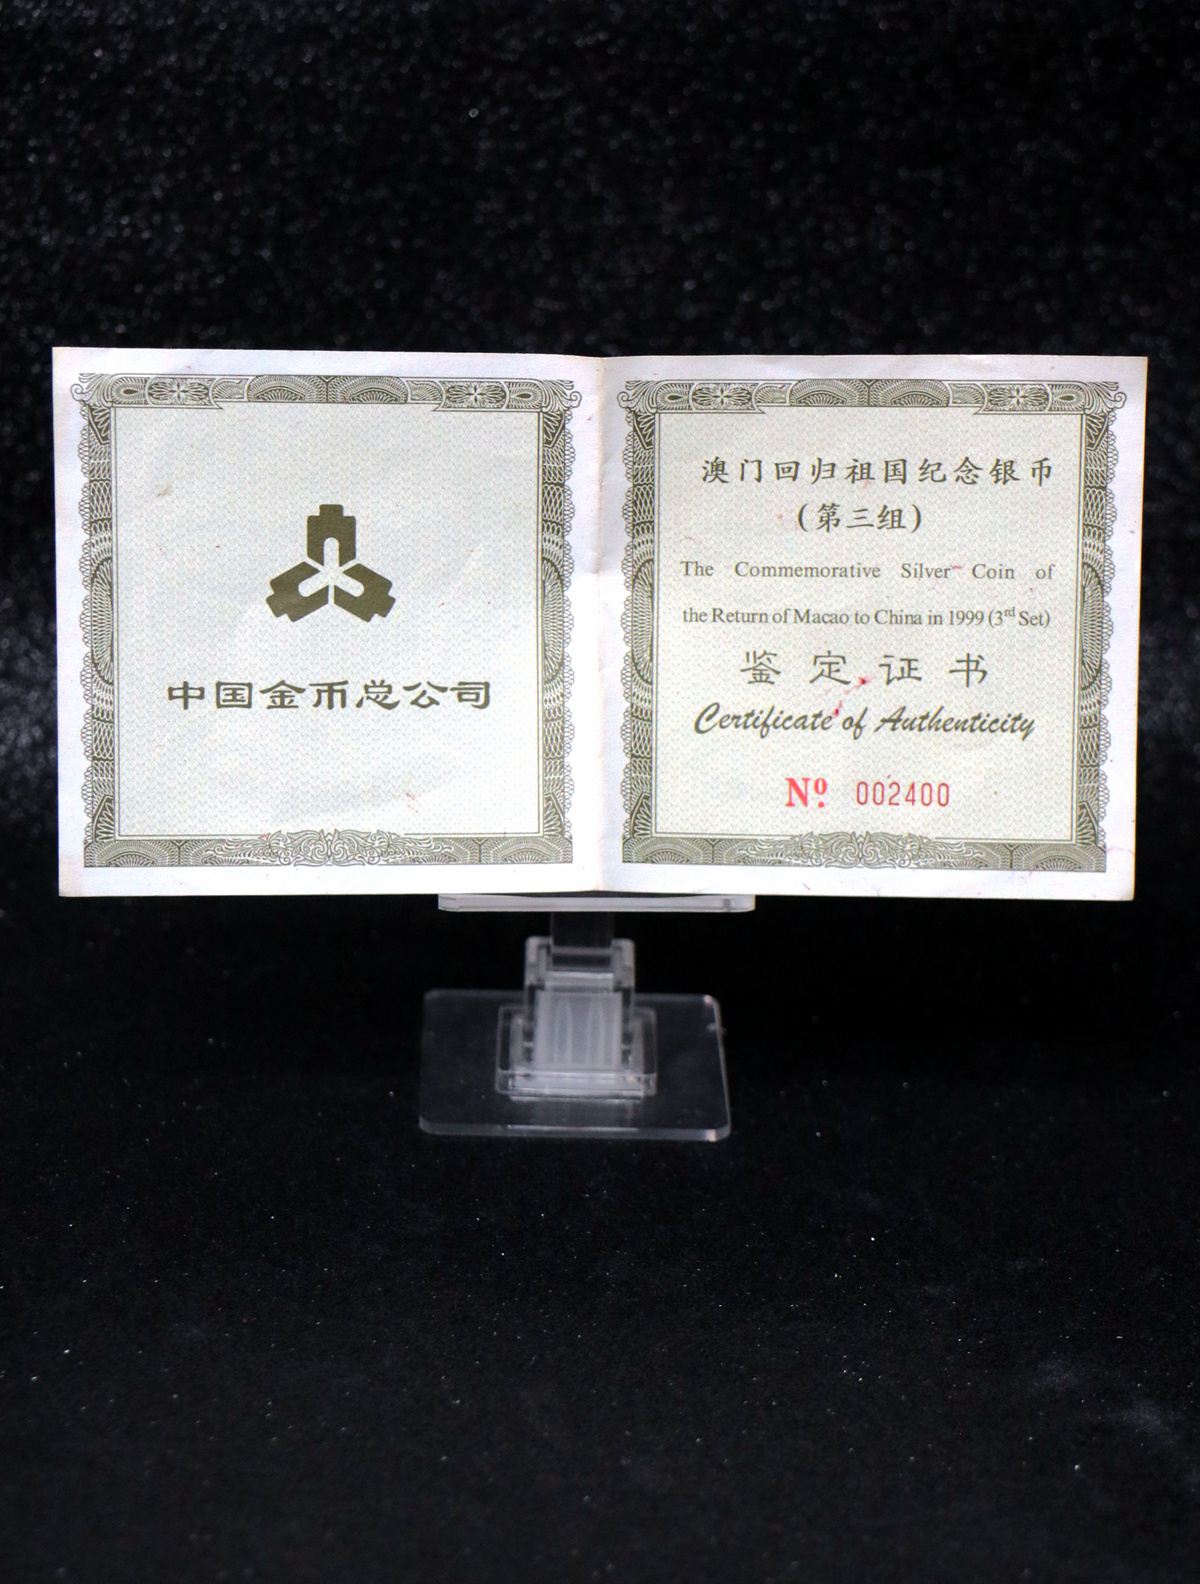 中国金币总公司
澳门回归祖国纪念银币
(第三组)
The Commemorative Silver Coin of
the Return of Macao to China in 1999 (3rd Set)
鉴定证书
Certificate of Authenticity
Nº. 002400